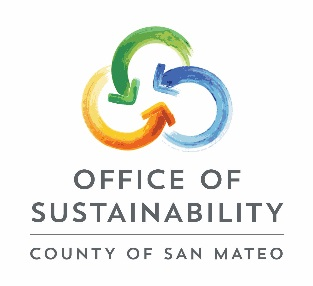 OFFICE OF
SUSTAINABILITY
COUNTY OF SAN MATEO